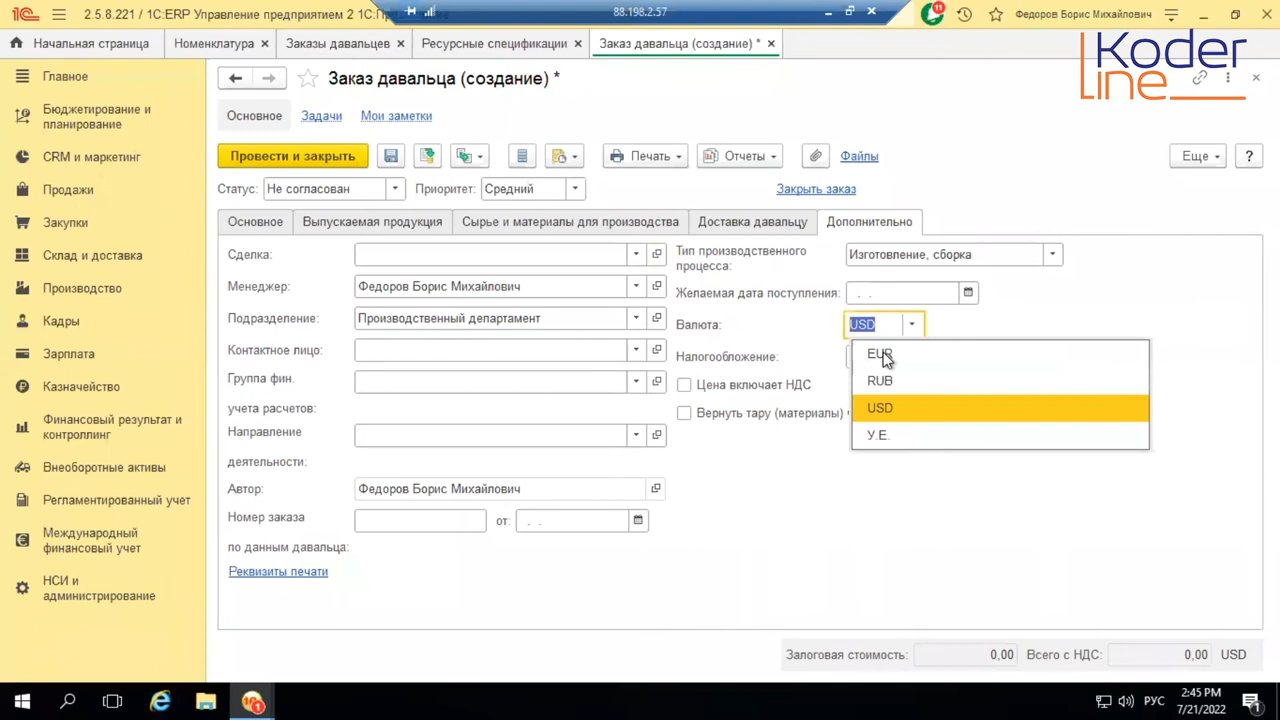 2.5.8.221 / 1С:ERP Управление предприятием 2 1С:П
88.198.2.57
11
Федоров Борис Михайлович
Начальная страница
Номенклатура
Заказы давальцев
Ресурсные спецификации
Заказ давальца (создание) *
Koder
line
Главное
Бюджетирование и
планирование
CRM и маркетинг
Продажи
Закупки
Склад и доставка
Производство
Кадры
Зарплата
Казначейство
Финансовый результат и
контроллинг
Внеоборотные активы
Регламентированный учет
Международный
финансовый учет
НСИ и
администрирование
Заказ давальца (создание) *
Основное
Задачи
Мои заметки
Провести и закрыть
Печать
Отчеты
Файлы
Еще
?
Статус: Не согласован
Приоритет: Средний
Закрыть заказ
Основное
Выпускаемая продукция
Сырье и материалы для производства
Доставка давальцу
Дополнительно
Сделка:
Менеджер: Федоров Борис Михайлович
Подразделение: Производственный департамент
Контактное лицо:
Группа фин.
учета расчетов:
Направление
деятельности:
Автор: Федоров Борис Михайлович
Номер заказа
от: . .
по данным давальца:
Реквизиты печати
Тип производственного
процесса:
Изготовление, сборка
Желаемая дата поступления: . .
Валюта: USD
Налогообложение:
Цена включает НДС
Вернуть тару (материалы)
EUR
RUB
USD
У.Е.
Залоговая стоимость: 0,00 Всего с НДС: 0,00 USD
1
РУС
2:45 PM
7/21/2022
1